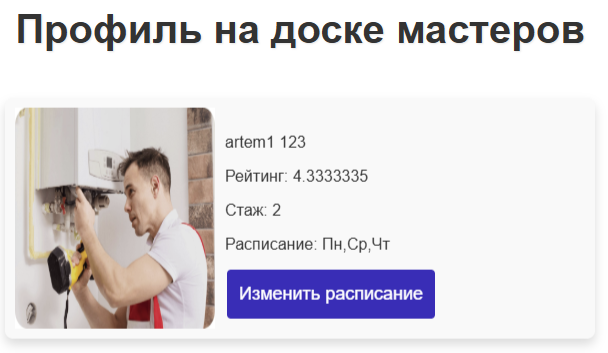 Профиль на доске мастеров
artem1 123
Рейтинг: 4.3333335
Стаж: 2
Расписание: Пн,Ср,Чт
Изменить расписание